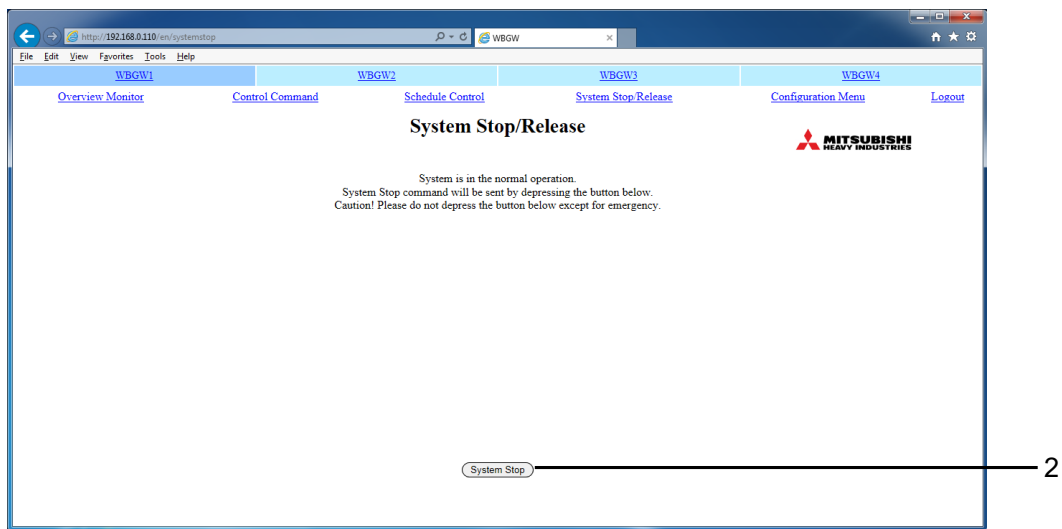 http://192.168.0.110/en/systemstop
WBGW
File Edit View Favorites Tools Help
WBGW1 WBGW2 WBGW3 WBGW4
Overview Monitor Control Command Schedule Control System Stop/Release Configuration Menu Logout
System Stop/Release
MITSUBISHI
HEAVY INDUSTRIES
System is in the normal operation.
System Stop command will be sent by depressing the button below.
Caution! Please do not depress the button below except for emergency.
System Stop
2